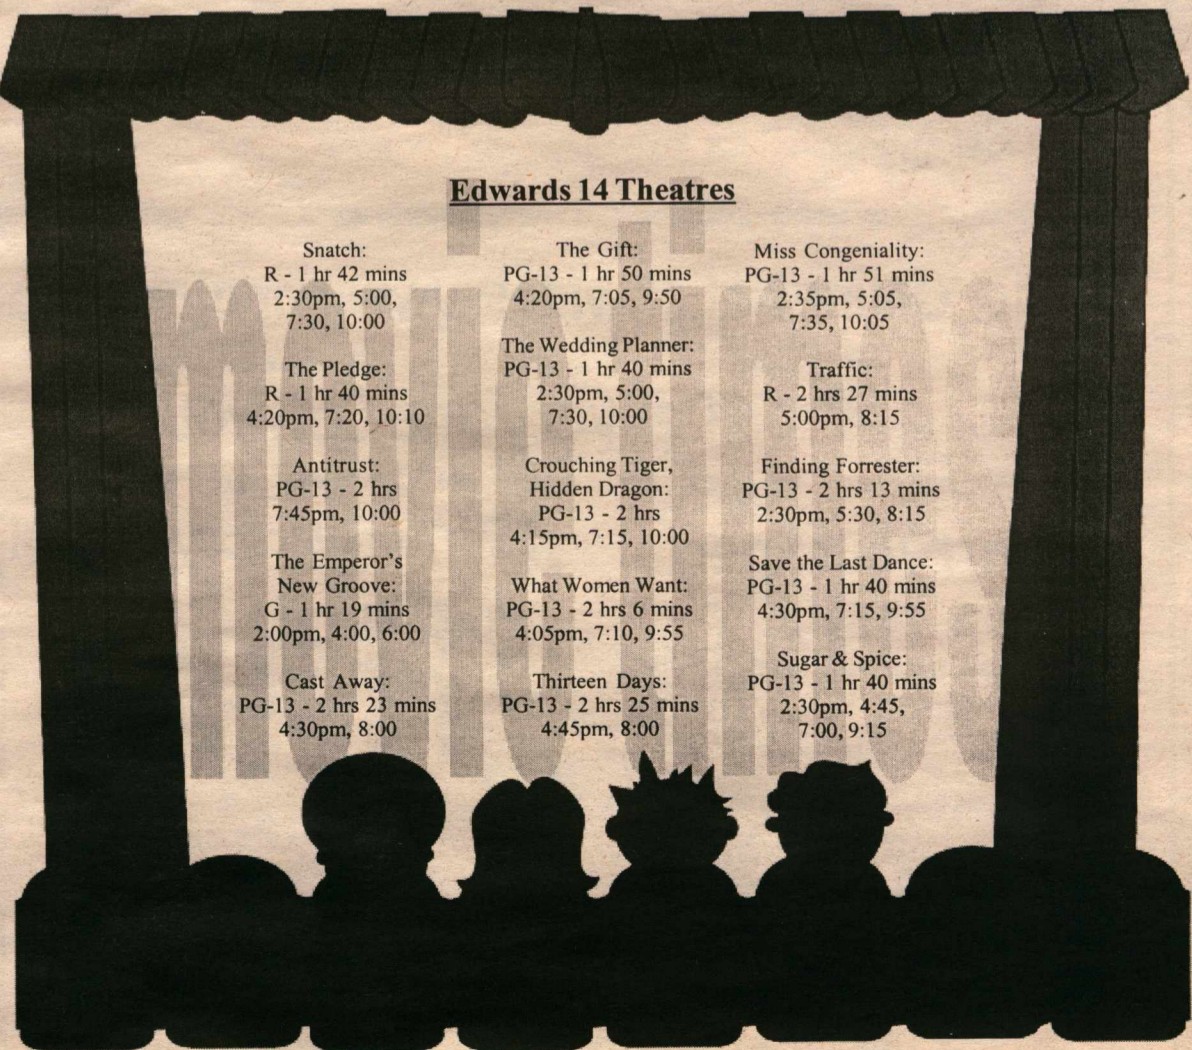 Edwards 14 Theatres
Snatch:
R - 1 hr 42 mins
2:30pm, 5:00,
7:30, 10:00
The Pledge:
R - 1 hr 40 mins
4:20pm, 7:20, 10:10
Antitrust:
PG-13 - 2 hrs
7:45pm, 10:00
The Emperor's
New Groove:
G - 1 hr 19 mins
2:00pm, 4:00, 6:00
Cast Away:
PG-13 - 2 hrs 23 mins
4:30pm, 8:00
The Gift:
PG-13 - 1 hr 50 mins
4:20pm, 7:05, 9:50
The Wedding Planner:
PG-13 - 1 hr 40 mins
2:30pm, 5:00,
7:30, 10:00
Crouching Tiger,
Hidden Dragon:
PG-13 - 2 hrs
4:15pm, 7:15, 10:00
What Women Want:
PG-13 - 2 hrs 6 mins
4:05pm, 7:10, 9:55
Thirteen Days:
PG-13 - 2 hrs 25 mins
4:45pm, 8:00
Miss Congeniality:
PG-13 - 1 hr 51 mins
2:35pm, 5:05,
7:35, 10:05
Traffic:
R - 2 hrs 27 mins
5:00pm, 8:15
Finding Forrester:
PG-13 - 2 hrs 13 mins
2:30pm, 5:30, 8:15
Save the Last Dance:
PG-13 - 1 hr 40 mins
4:30pm, 7:15, 9:55
Sugar & Spice:
PG-13 - 1 hr 40 mins
2:30pm, 4:45,
7:00, 9:15
movie times